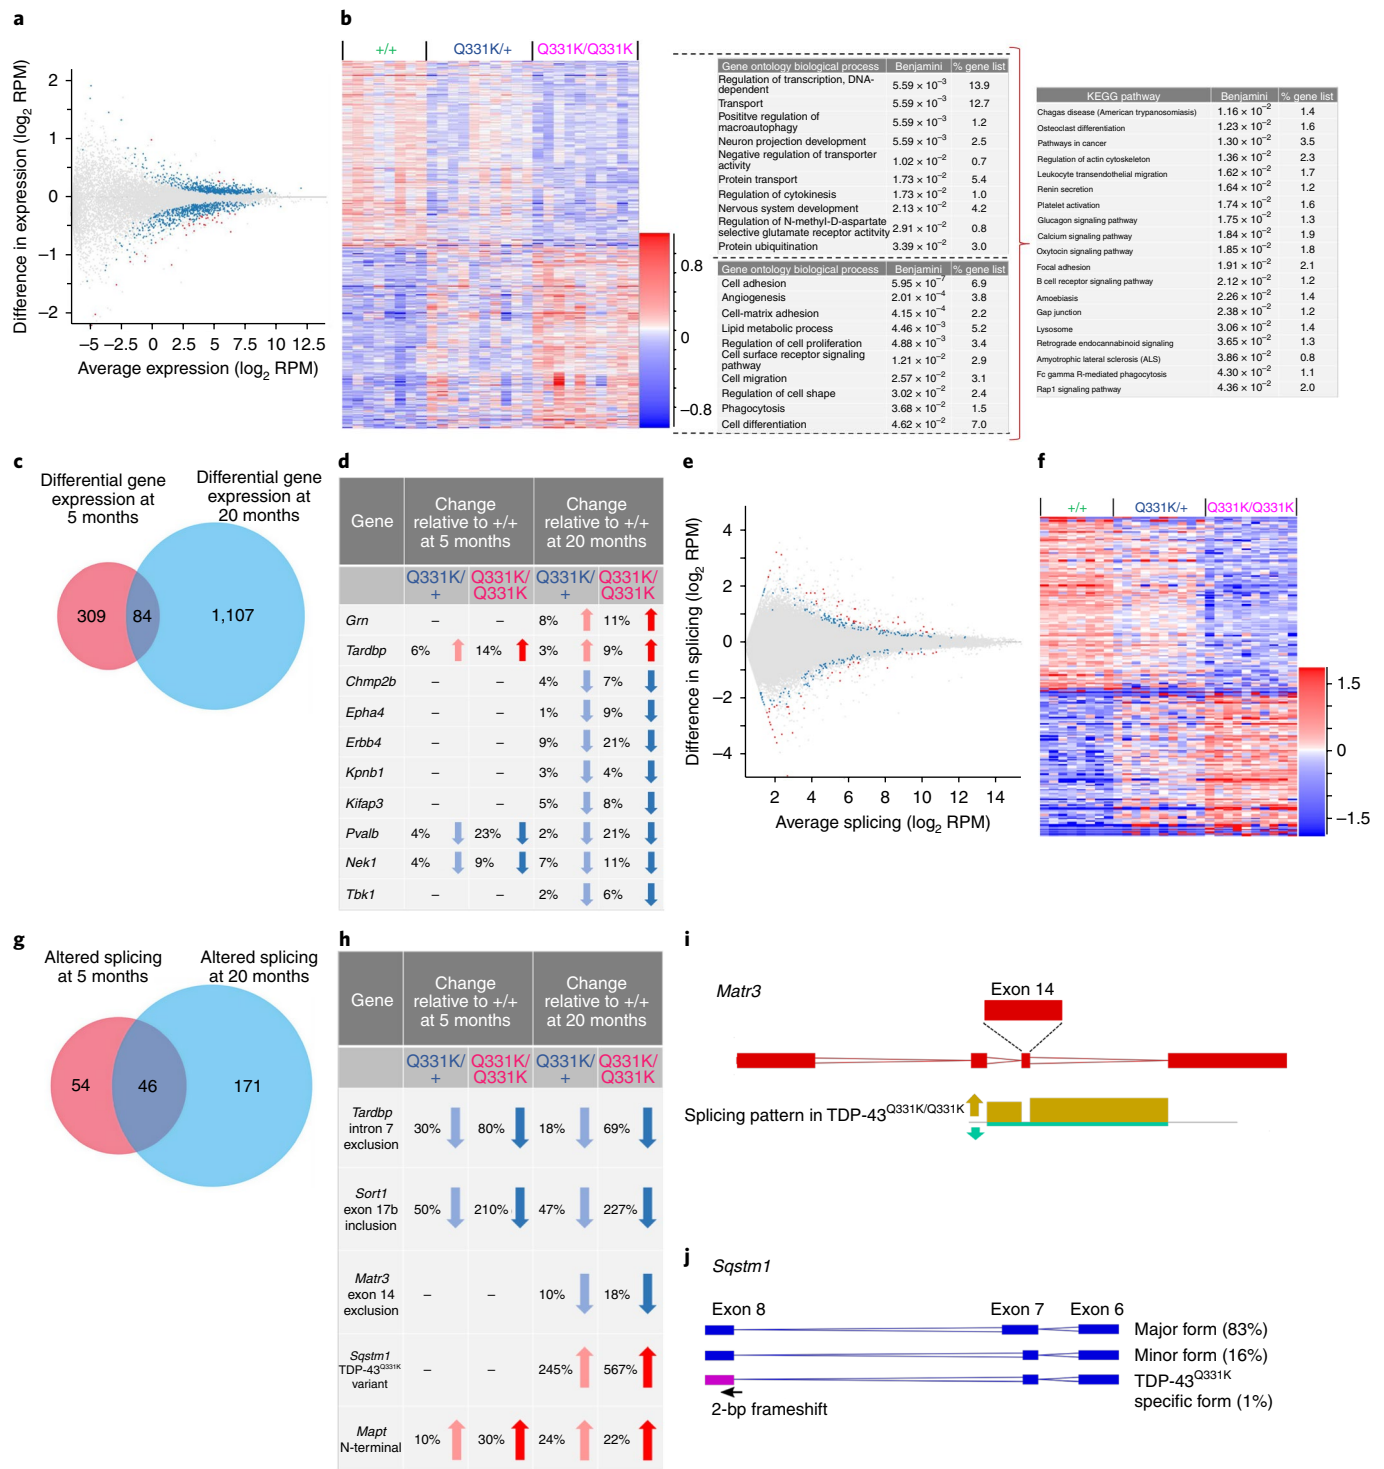 a
Difference in expression (log2 RPM)
2
1
0
−1
−2
−5 −2.5 0 2.5 5 7.5 10 12.5
Average expression (log2 RPM)
b
+/+ Q331K/+ Q331K/Q331K
0.8
0
−0.8
Gene ontology biological process Benjamini % gene list
Regulation of transcription, DNA-
dependent 5.59 × 10−3 13.9
Transport 5.59 × 10−3 12.7
Posititve regulation of
macroautophagy 5.59 × 10−3 1.2
Neuron projection development 5.59 × 10−3 2.5
Negative regulation of transporter
activity 1.02 × 10−2 0.7
Protein transport 1.73 × 10−2 5.4
Regulation of cytokinesis 1.73 × 10−2 1.0
Nervous system development 2.13 × 10−2 4.2
Regulation of N-methyl-D-aspartate
selective glutamate receptor actitvity 2.91 × 10−2 0.8
Protein ubiquitination 3.39 × 10−2 3.0
Gene ontology biological process Benjamini % gene list
Cell adhesion 5.95 × 10−7 6.9
Angiogenesis 2.01 × 10−4 3.8
Cell-matrix adhesion 4.15 × 10−4 2.2
Lipid metabolic process 4.46 × 10−3 5.2
Regulation of cell proliferation 4.88 × 10−3 3.4
Cell surface receptor signaling
pathway 1.21 × 10−2 2.9
Cell migration 2.57 × 10−2 3.1
Regulation of cell shape 3.02 × 10−2 2.4
Phagocytosis 3.68 × 10−2 1.5
Cell differentiation 4.62 × 10−2 7.0
KEGG pathway Benjamini % gene list
Chagas disease (American trypanosomiasis) 1.16 × 10−2 1.4
Osteoclast differentiation 1.23 × 10−2 1.6
Pathways in cancer 1.30 × 10−2 3.5
Regulation of actin cytoskeleton 1.36 × 10−2 2.3
Leukocyte transendothelial migration 1.62 × 10−2 1.7
Renin secretion 1.64 × 10−2 1.2
Platelet activation 1.74 × 10−2 1.6
Glucagon signaling pathway 1.75 × 10−2 1.3
Calcium signaling pathway 1.84 × 10−2 1.9
Oxytocin signaling pathway 1.85 × 10−2 1.8
Focal adhesion 1.91 × 10−2 2.1
B cell receptor signaling pathway 2.12 × 10−2 1.2
Amoebiasis 2.26 × 10−2 1.4
Gap junction 2.38 × 10−2 1.2
Lysosome 3.06 × 10−2 1.4
Retrograde endocannabinoid signaling 3.65 × 10−2 1.3
Amyotrophic lateral sclerosis (ALS) 3.86 × 10−2 0.8
Fc gamma R-mediated phagocytosis 4.30 × 10−2 1.1
Rap1 signaling pathway 4.36 × 10−2 2.0
c
Differential gene
expression at
5 months
Differential gene
expression at
20 months
309 84 1,107
d
Gene
Change
relative to +/+
at 5 months
Change
relative to +/+
at 20 months
Q331K/
+
Q331K/
Q331K
Q331K/
+
Q331K/
Q331K
Grn – – 8% 11%
Tardbp 6% 14% 3% 9%
Chmp2b – – 4% 7%
Epha4 – – 1% 9%
Erbb4 – – 9% 21%
Kpnb1 – – 3% 4%
Kifap3 – – 5% 8%
Pvalb 4% 23% 2% 21%
Nek1 4% 9% 7% 11%
Tbk1 – – 2% 6%
e
Difference in splicing (log2 RPM)
4
2
0
−2
−4
2 4 6 8 10 12 14
Average splicing (log2 RPM)
f
+/+ Q331K/+ Q331K/Q331K
1.5
0
−1.5
g
Altered splicing
at 5 months
Altered splicing
at 20 months
54 46 171
h
Gene
Change
relative to +/+
at 5 months
Change
relative to +/+
at 20 months
Q331K/
+
Q331K/
Q331K
Q331K/
+
Q331K/
Q331K
Tardbp
intron 7
exclusion
30% 80% 18% 69%
Sort1
exon 17b
inclusion
50% 210% 47% 227%
Matr3
exon 14
exclusion
– – 10% 18%
Sqstm1
TDP-43Q331K
variant
– – 245% 567%
Mapt
N-terminal
10% 30% 24% 22%
i
Matr3
Exon 14
Splicing pattern in TDP-43Q331K/Q331K
j
Sqstm1
Exon 8 Exon 7 Exon 6
Major form (83%)
Minor form (16%)
TDP-43Q331K
specific form (1%)
2-bp frameshift